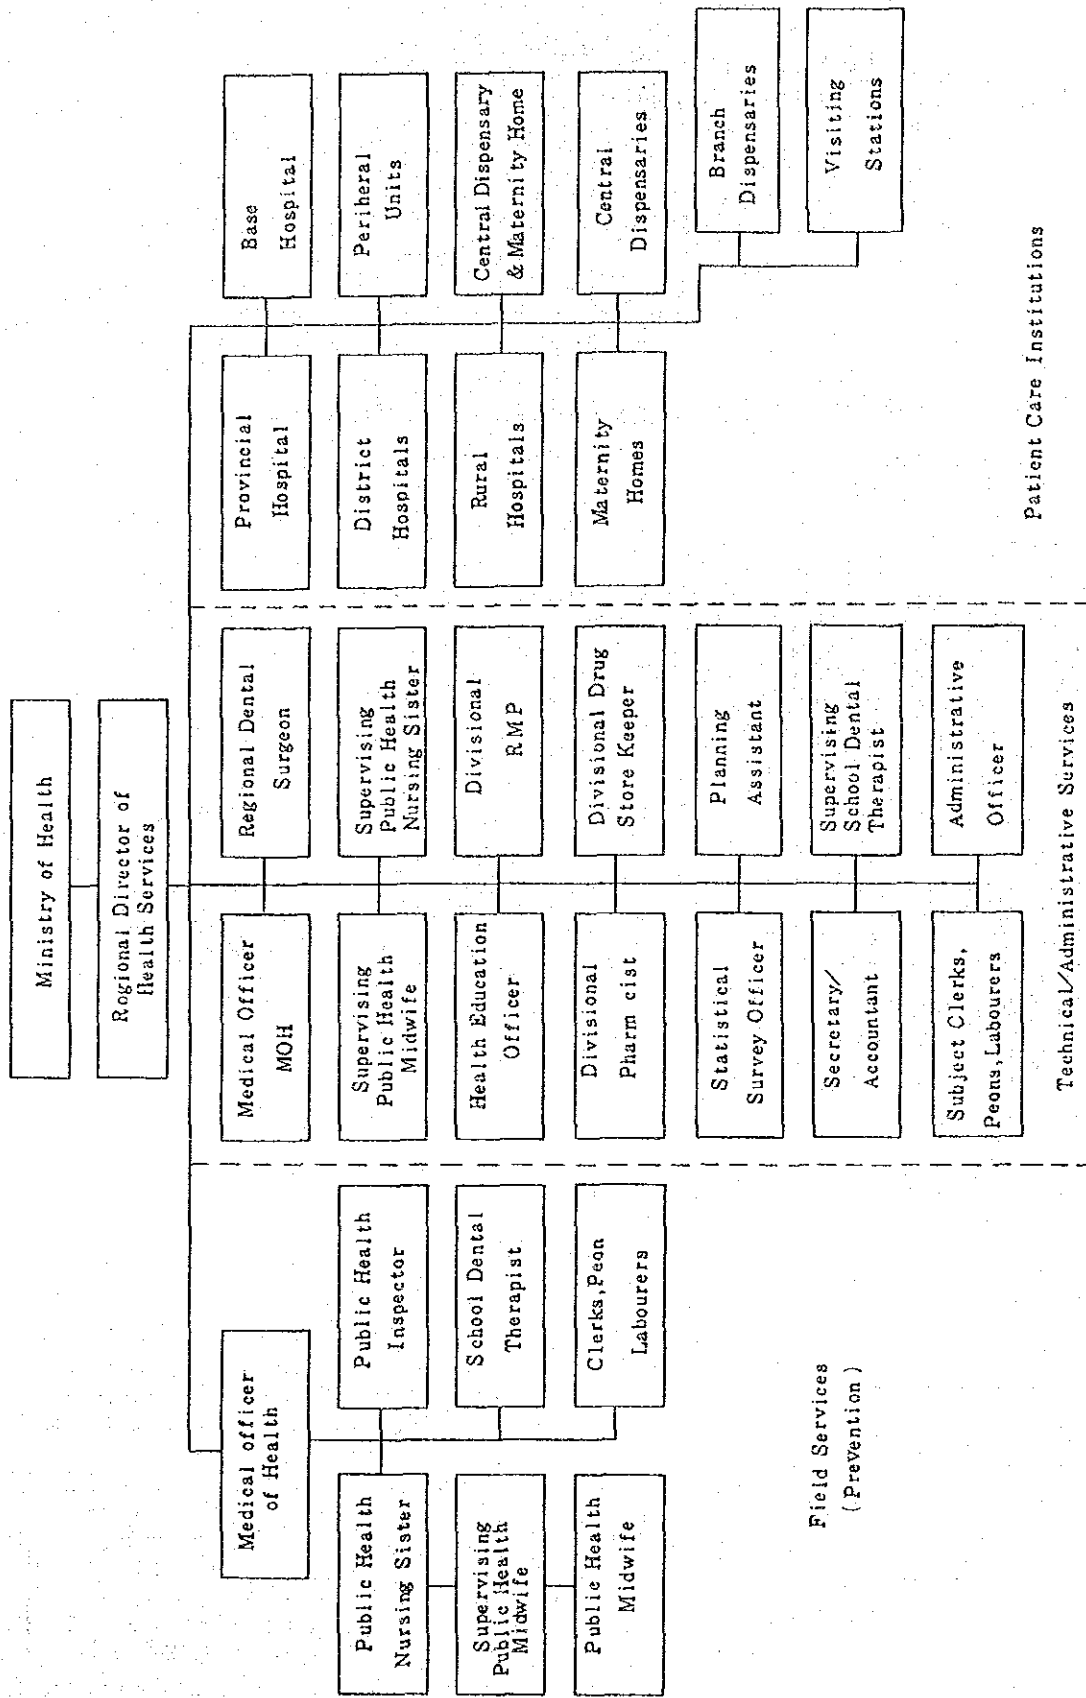 Ministry of Health
Rogional Director of
Health Services
Medical officer
of Health
Public Health
Nursing Sister
Public Health
Inspector
Supervising
Public Health
Midwife
School Dental
Therapist
Public Health
Midwife
Clerks,Peon
Labourers
Field Services
(Prevention)
Medical Officer
MOH
Regional Dental
Surgeon
Supervising
Public Health
Midwife
Supervising
Public Health
Nursing Sister
Health Education
Officer
Divisional
RMP
Divisional
Pharm cist
Divisional Drug
Store Keeper
Statistical
Survey Officer
Planning
Assistant
Secretary/
Accountant
Supervising
School Dental
Therapist
Subject Clerks,
Peons,Labourers
Administrative
Officer
Technical/Administrative Services
Provincial
Hospital
Base
Hospital
District
Hospitals
Periheral
Units
Rural
Hospitals
Central Dispensary
& Maternity Home
Maternity
Homes
Central
Dispensaries
Branch
Dispensaries
Visiting
Stations
Patient Care Institutions